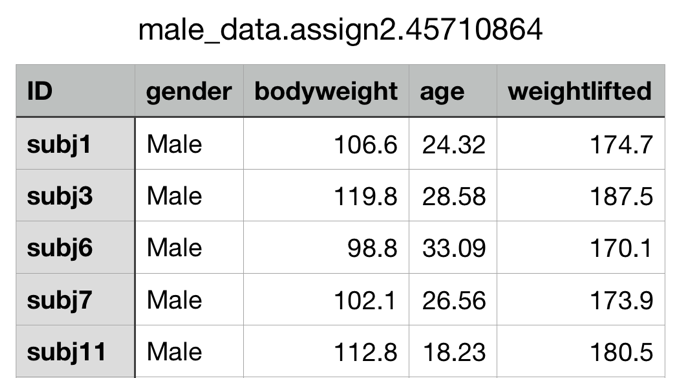 male_data.assign2.45710864
ID gender bodyweight age weightlifted
subj1 Male 106.6 24.32 174.7
subj3 Male 119.8 28.58 187.5
subj6 Male 98.8 33.09 170.1
subj7 Male 102.1 26.56 173.9
subj11 Male 112.8 18.23 180.5